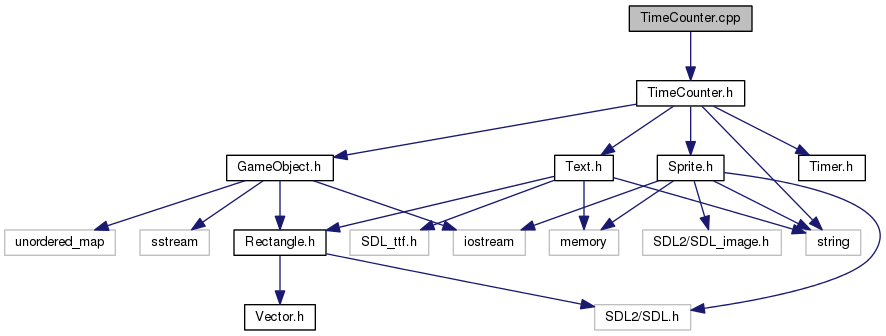 TimeCounter.cpp
TimeCounter.h
GameObject.h
Text.h
Sprite.h
Timer.h
unordered_map
sstream
Rectangle.h
SDL_ttf.h
iostream
memory
SDL2/SDL_image.h
string
Vector.h
SDL2/SDL.h